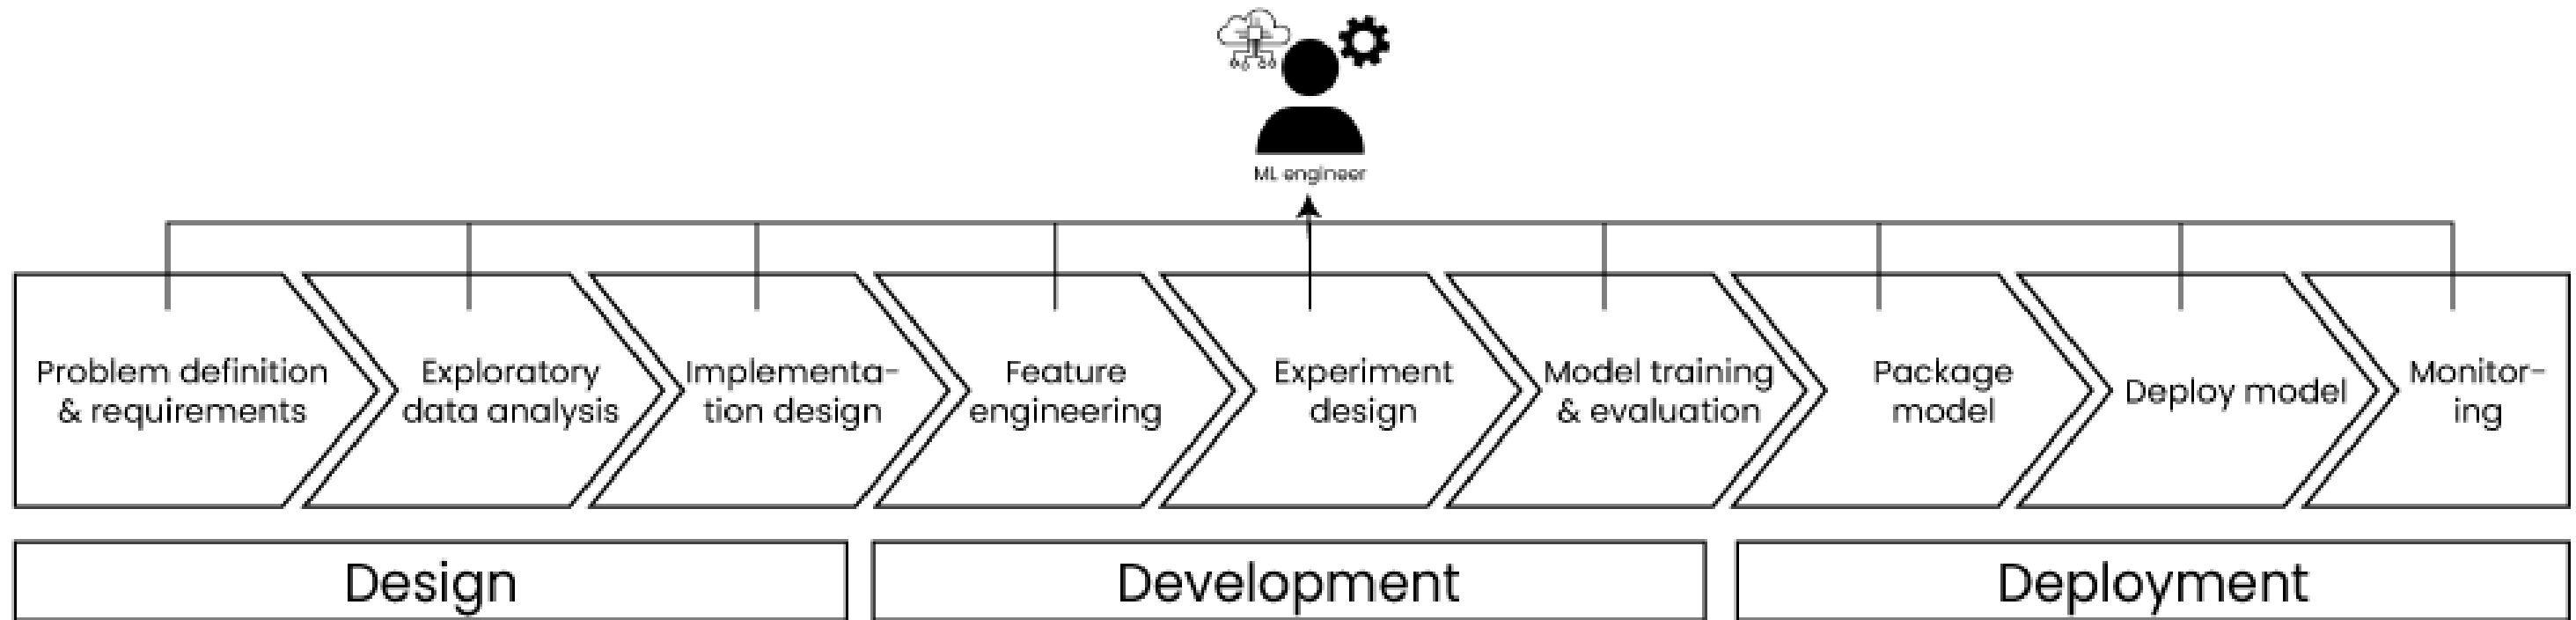 ML engineer
Problem definition
& requirements
Exploratory
data analysis
Implementa-
tion design
Feature
engineering
Experiment
design
Model training
& evaluation
Package
model
Deploy model
Monitor-
ing
Design
Development
Deployment